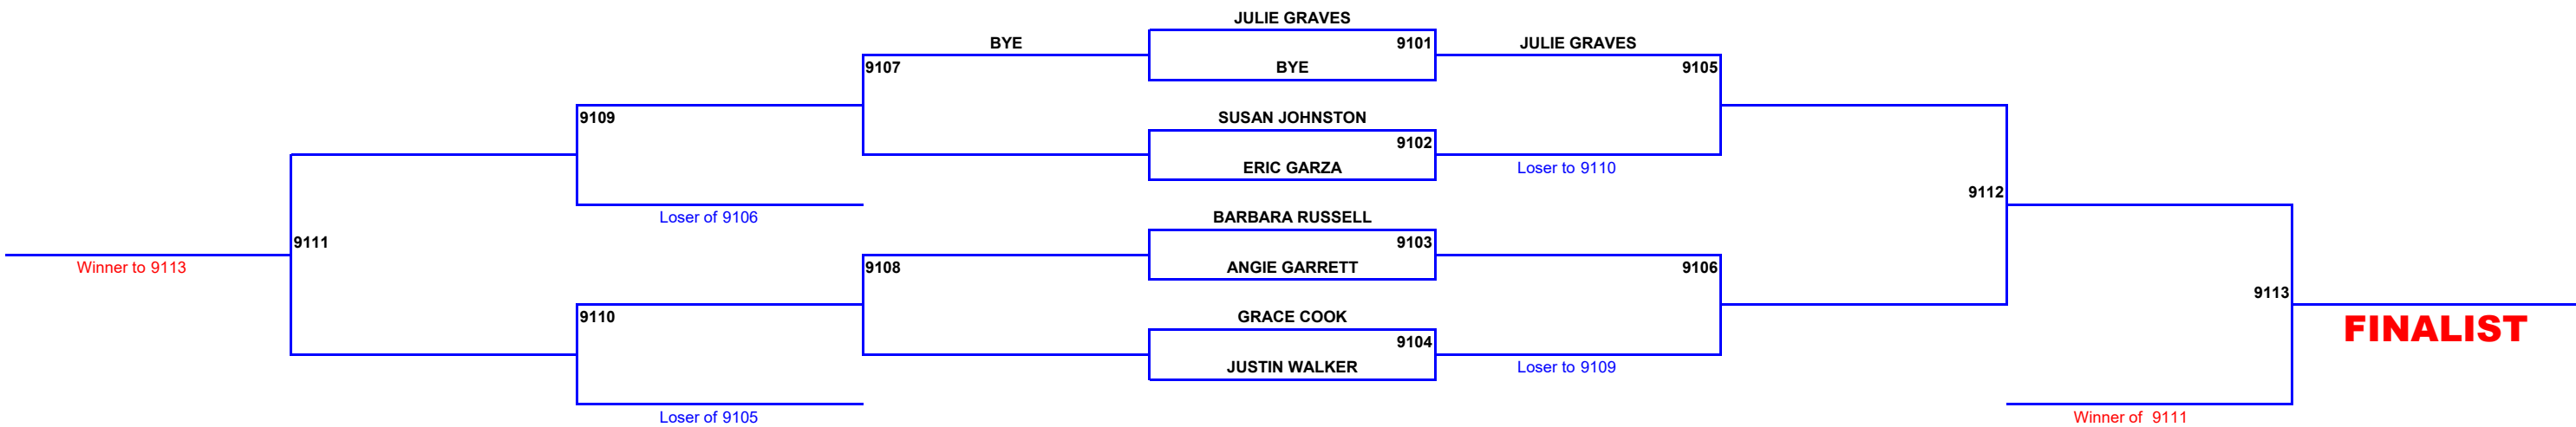 JULIE GRAVES
BYE
9101
JULIE GRAVES
9107
BYE
9105
9109
SUSAN JOHNSTON
9102
ERIC GARZA
Loser to 9110
9112
Loser of 9106
BARBARA RUSSELL
9111
9103
Winner to 9113
9108
ANGIE GARRETT
9106
9113
9110
GRACE COOK
FINALIST
9104
JUSTIN WALKER
Loser to 9109
Loser of 9105
Winner of 9111